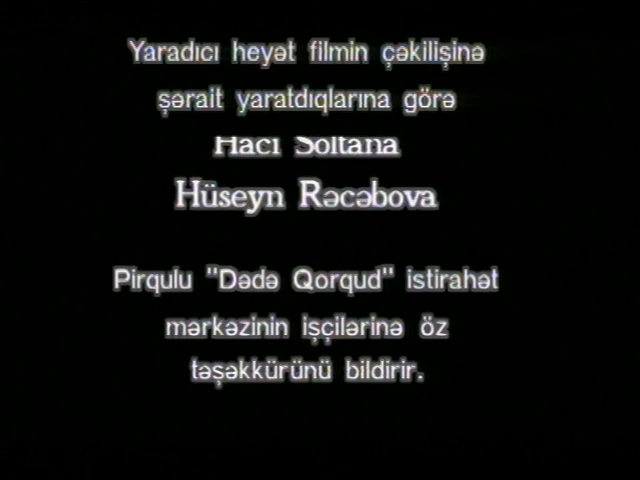 Yaradıcı heyət filmin çəkilişinə
şərait yaratdıqlarına görə
Hacı Soltana
Hüseyn Rəcəbova
Pirqulu "Dədə Qorqud" istirahət
mərkəzinin işçilərinə öz
təşəkkürünü bildirir.